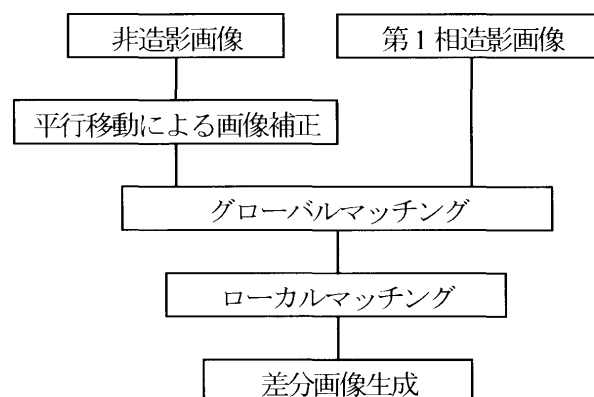 非造影画像
第1相造影画像
平行移動による画像補正
グローバルマッチング
ローカルマッチング
差分画像生成